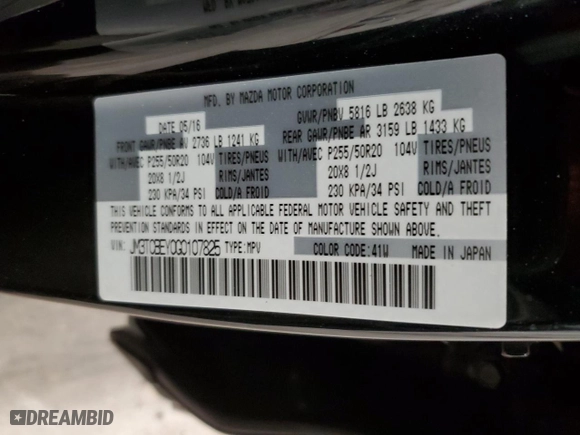 MFD. BY MAZDA MOTOR CORPORATION
DATE 05/16
GVWR/PNBV 5816 LB 2638 KG
FRONT GAWR/PNBE AV 2736 LB 1241 KG
REAR GAWR/PNBE AR 3159 LB 1433 KG
WITH/AVEC P255/50R20 104V TIRES/PNEUS
WITH/AVEC P255/50R20 104V TIRES/PNEUS
20X8 1/2J RIMS/JANTES
20X8 1/2J RIMS/JANTES
230 KPA/34 PSI COLD/A FROID
230 KPA/34 PSI COLD/A FROID
THIS VEHICLE CONFORMS TO ALL APPLICABLE FEDERAL MOTOR VEHICLE SAFETY AND THEFT
PREVENTION STANDARDS IN EFFECT ON THE DATE OF MANUFACTURE SHOWN ABOVE.
VIN: JM3TCBEY0G0107825 TYPE:MPV COLOR CODE:41W MADE IN JAPAN
DREAMBID